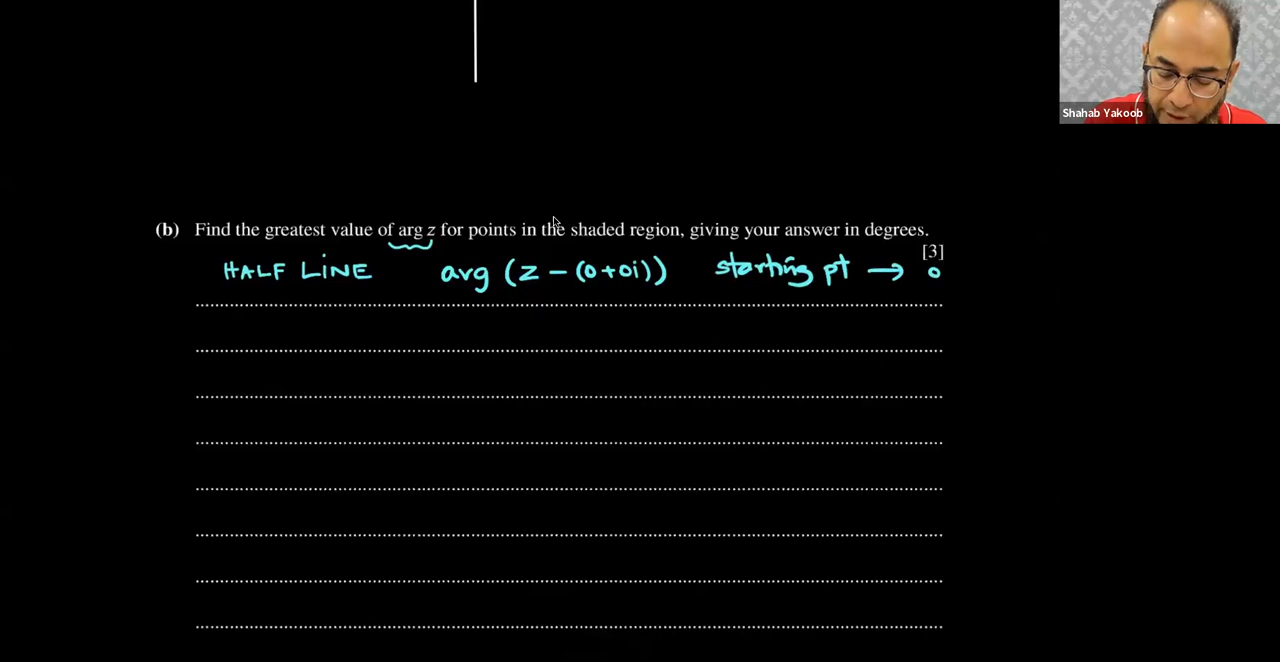 Shahab Yakoob
(b) Find the greatest value of arg z for points in the shaded region, giving your answer in degrees.
[3]
HALF LINE arg (z - (0+0i)) starting pt → 0